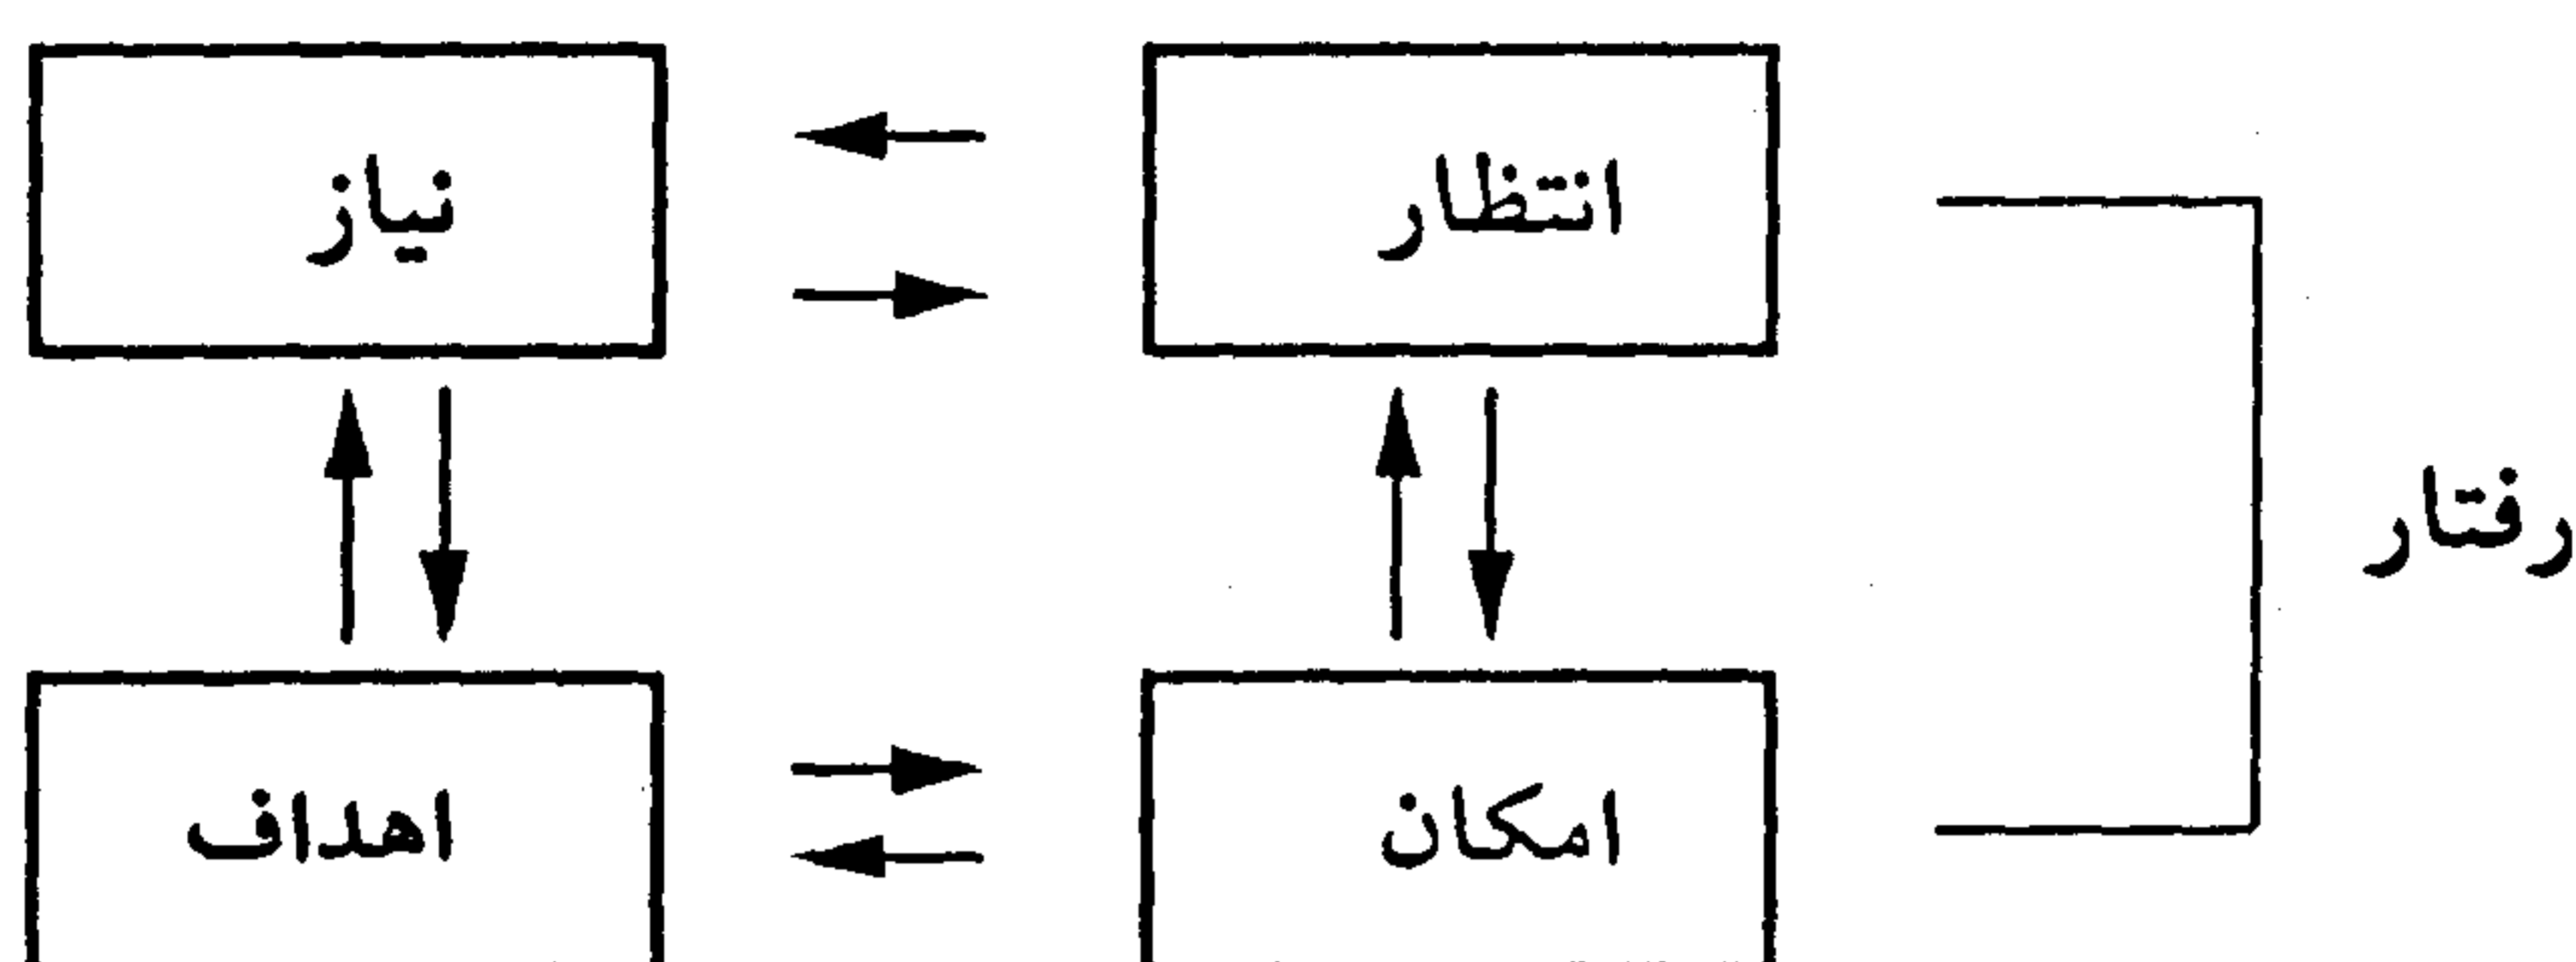 انتظار
نیاز
رفتار
امکان
اهداف